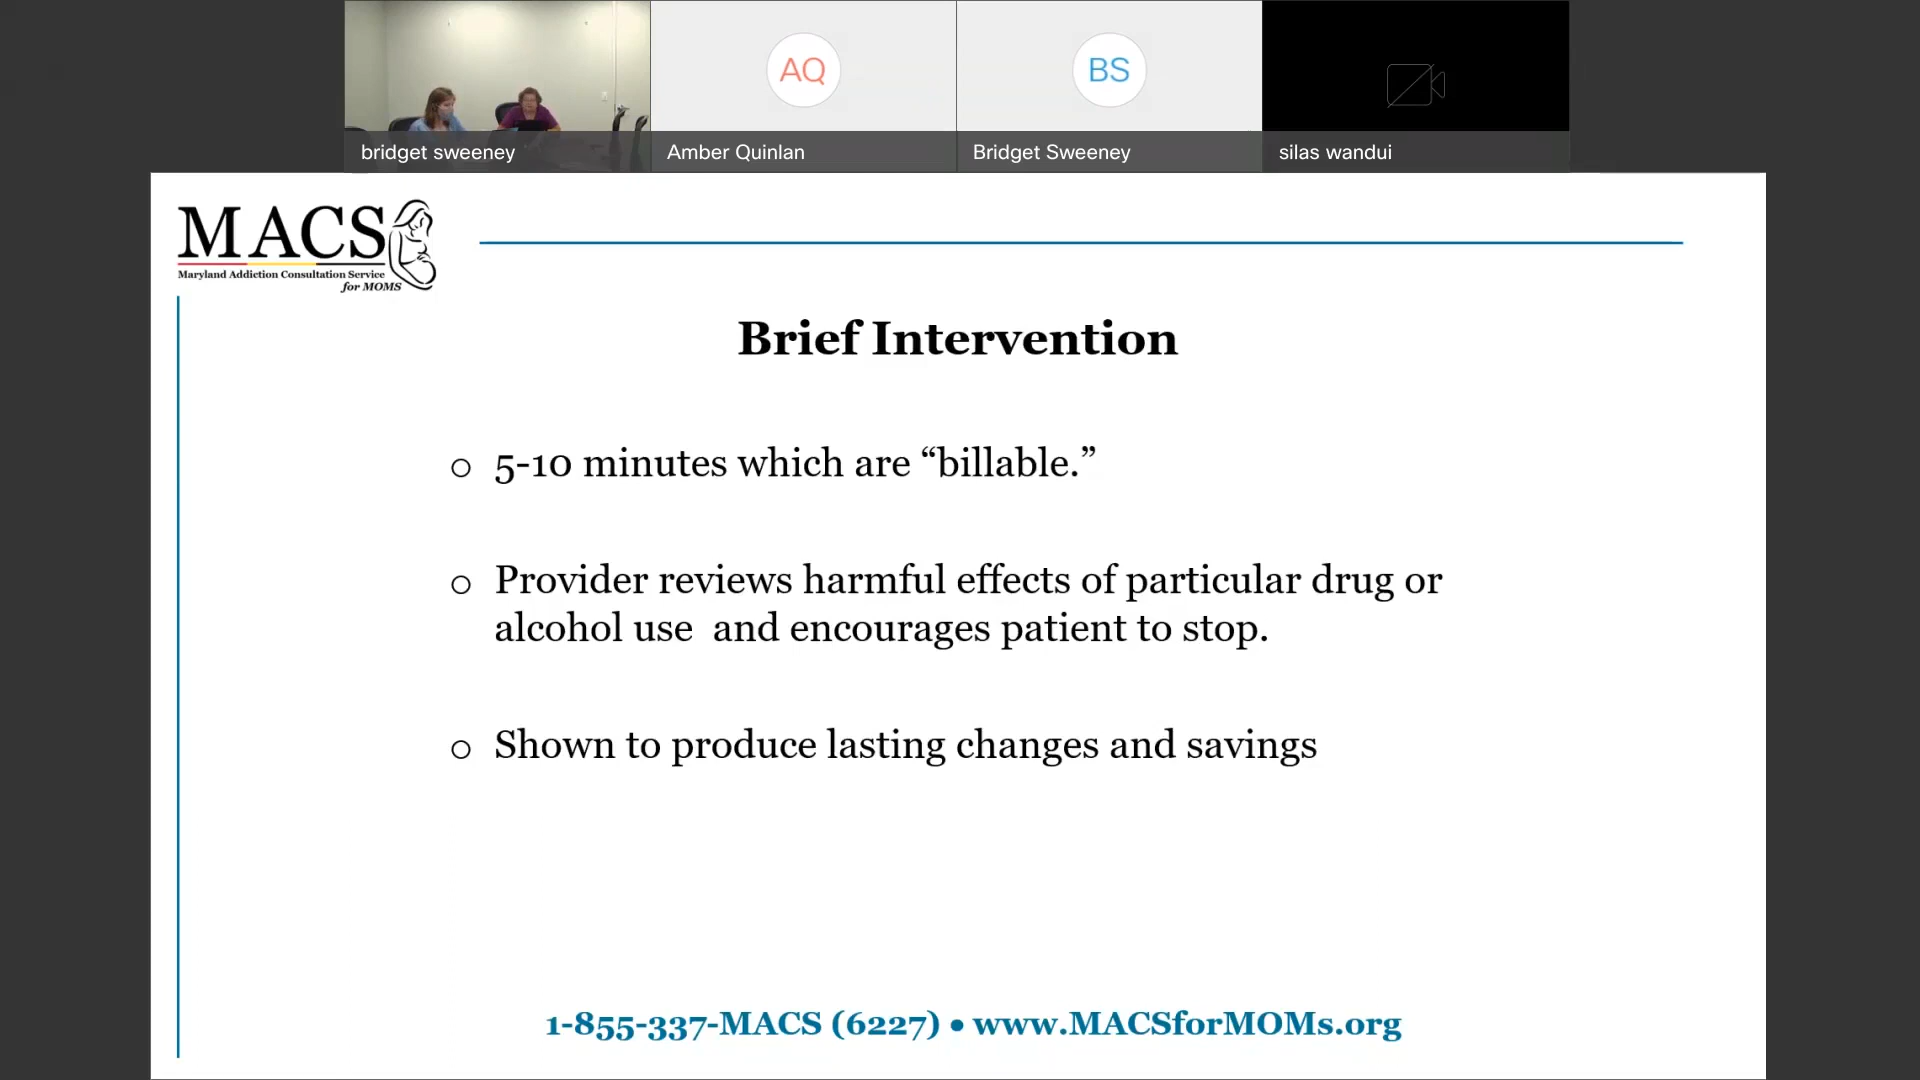 AQ
BS
bridget sweeney
Amber Quinlan
Bridget Sweeney
silas wandui
MACS
Maryland Addiction Consultation Service
for MOMS
Brief Intervention
5-10 minutes which are “billable.”
Provider reviews harmful effects of particular drug or
alcohol use  and encourages patient to stop.
Shown to produce lasting changes and savings
1-855-337-MACS (6227) • www.MACSforMOMs.org